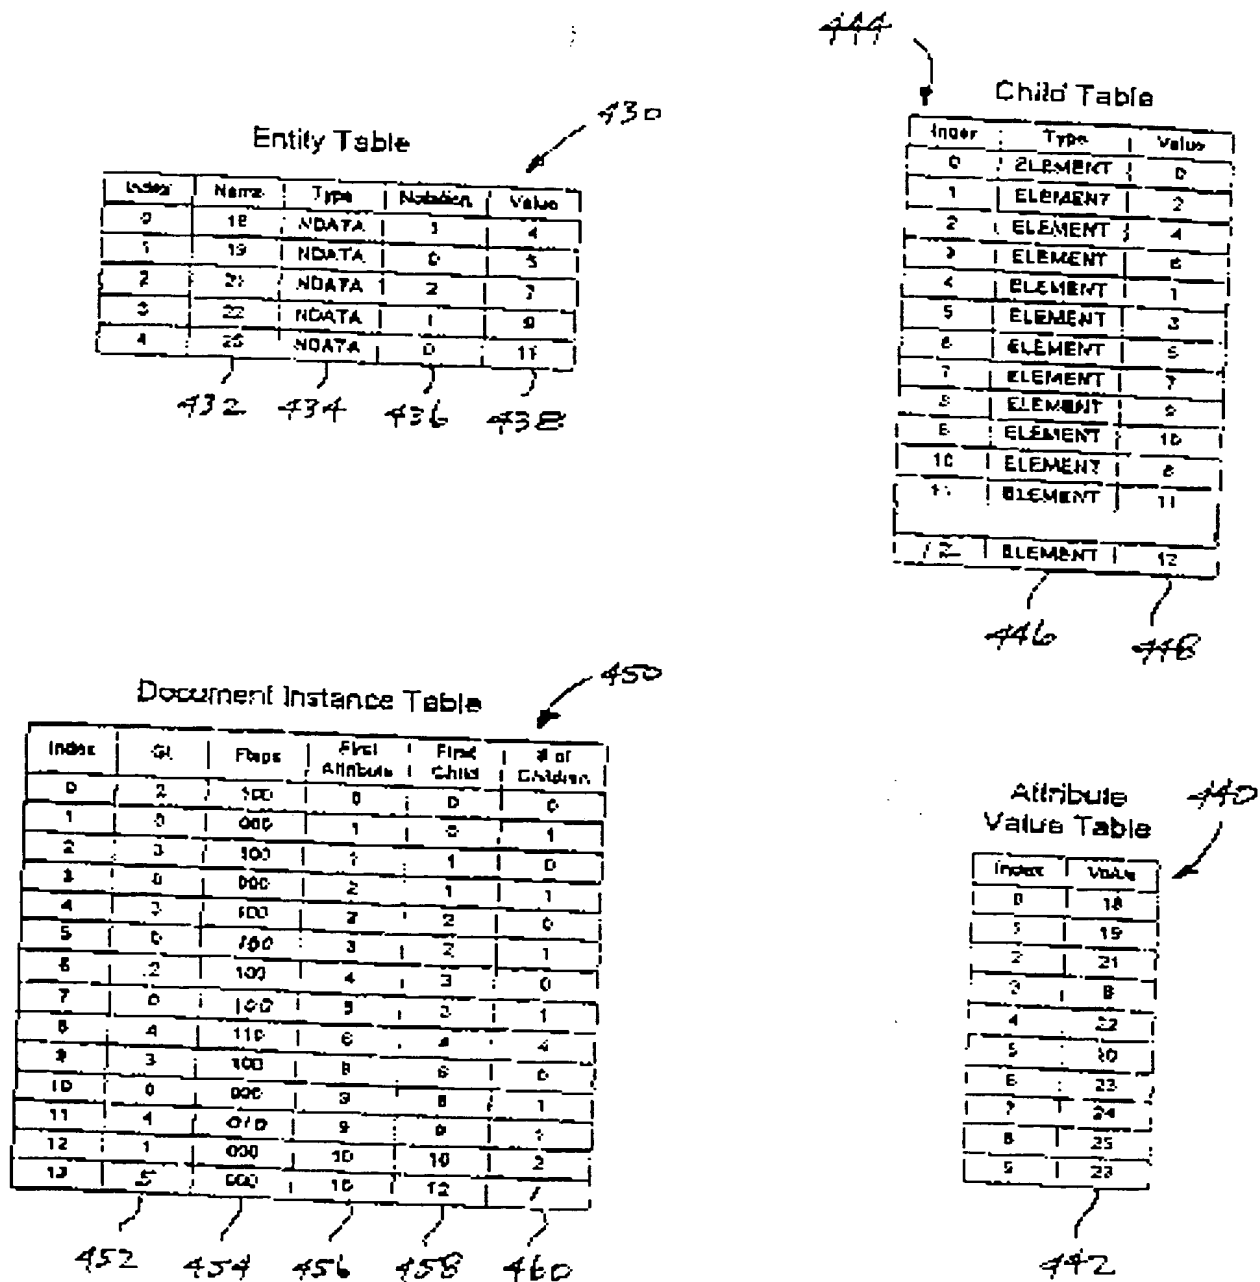 444
Child Table
Index Type Value
0 ELEMENT 0
1 ELEMENT 2
2 ELEMENT 4
3 ELEMENT 6
4 ELEMENT 1
5 ELEMENT 3
6 ELEMENT 5
7 ELEMENT 7
8 ELEMENT 9
9 ELEMENT 10
10 ELEMENT 8
11 ELEMENT 11
12 ELEMENT 12
446 448
Entity Table
430
Index Name Type Notation Value
0 18 NDATA 4
1 19 NDATA 0 5
2 21 NDATA 2 7
3 22 NDATA 1 9
4 25 NDATA 0 11
432 434 436 438
Document Instance Table
450
Index GI Flags First Attribute First Child # of Children
0 2 100 0 0 0
1 0 000 1 0 1
2 3 100 1 1 0
3 0 000 2 1 1
4 3 100 2 2 0
5 0 100 3 2 1
6 2 100 4 3 0
7 0 100 5 3 1
8 4 110 6 4 4
9 3 100 8 0
10 0 000 9 8 1
11 4 010 9 9 1
12 1 000 10 10 2
13 5 000 10 12 1
452 454 456 458 460
Attribute
Value Table
440
Index Value
0 18
1 19
2 21
3 8
4 22
5 10
6 23
7 24
8 25
9 23
442